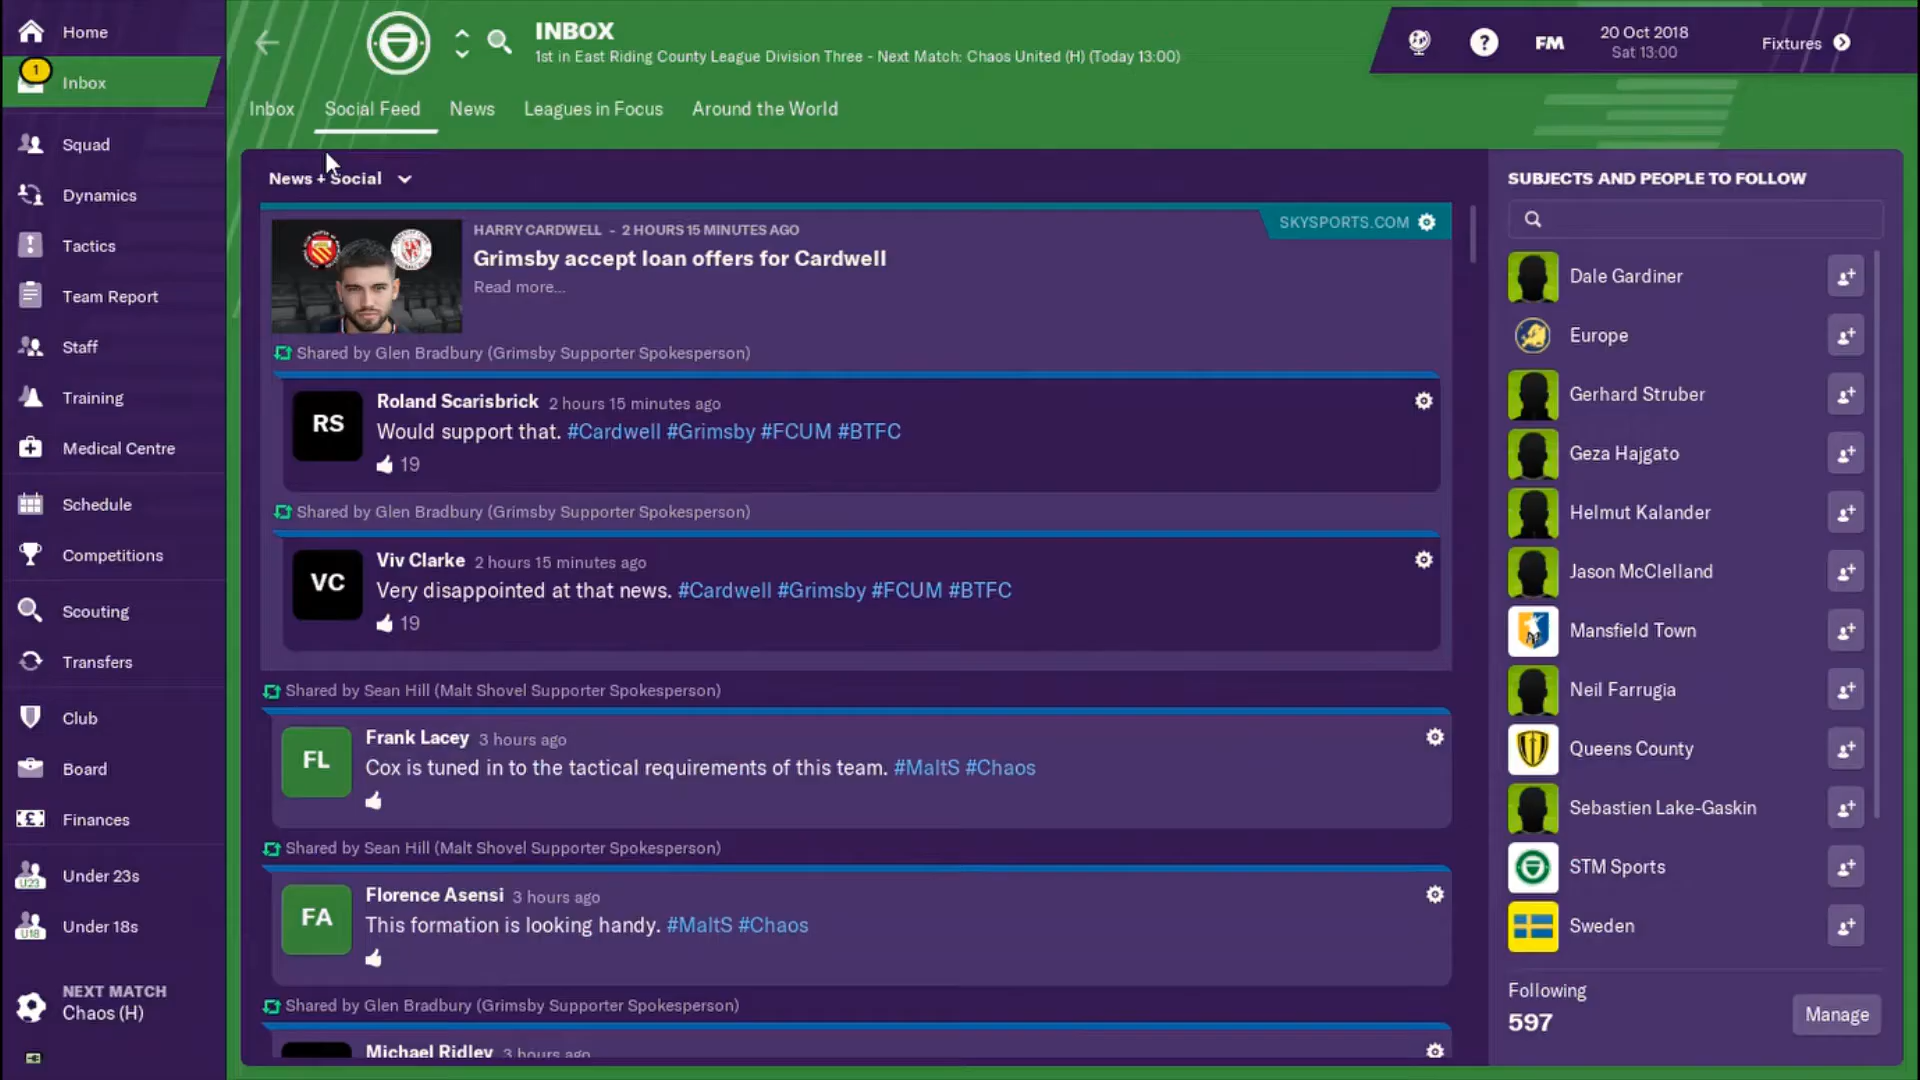 Home
1
Inbox
Squad
Dynamics
Tactics
Team Report
Staff
Training
Medical Centre
Schedule
Competitions
Scouting
Transfers
Club
Board
Finances
U23
Under 23s
U18
Under 18s
NEXT MATCH
Chaos (H)
INBOX
1st in East Riding County League Division Three - Next Match: Chaos United (H) (Today 13:00)
?
FM
20 Oct 2018
Sat 13:00
Fixtures
Inbox
Social Feed
News
Leagues in Focus
Around the World
News + Social
HARRY CARDWELL - 2 HOURS 15 MINUTES AGO
SKYSPORTS.COM
Grimsby accept loan offers for Cardwell
Read more...
Shared by Glen Bradbury (Grimsby Supporter Spokesperson)
RS
Roland Scarisbrick 2 hours 15 minutes ago
Would support that. #Cardwell #Grimsby #FCUM #BTFC
19
Shared by Glen Bradbury (Grimsby Supporter Spokesperson)
VC
Viv Clarke 2 hours 15 minutes ago
Very disappointed at that news. #Cardwell #Grimsby #FCUM #BTFC
19
Shared by Sean Hill (Malt Shovel Supporter Spokesperson)
FL
Frank Lacey 3 hours ago
Cox is tuned in to the tactical requirements of this team. #MaltS #Chaos
Shared by Sean Hill (Malt Shovel Supporter Spokesperson)
FA
Florence Asensi 3 hours ago
This formation is looking handy. #MaltS #Chaos
Shared by Glen Bradbury (Grimsby Supporter Spokesperson)
Michael Ridley 3 hours ago
SUBJECTS AND PEOPLE TO FOLLOW
Dale Gardiner
Europe
Gerhard Struber
Geza Hajgato
Helmut Kalander
Jason McClelland
Mansfield Town
Neil Farrugia
Queens County
Sebastien Lake-Gaskin
STM Sports
Sweden
Following
597
Manage